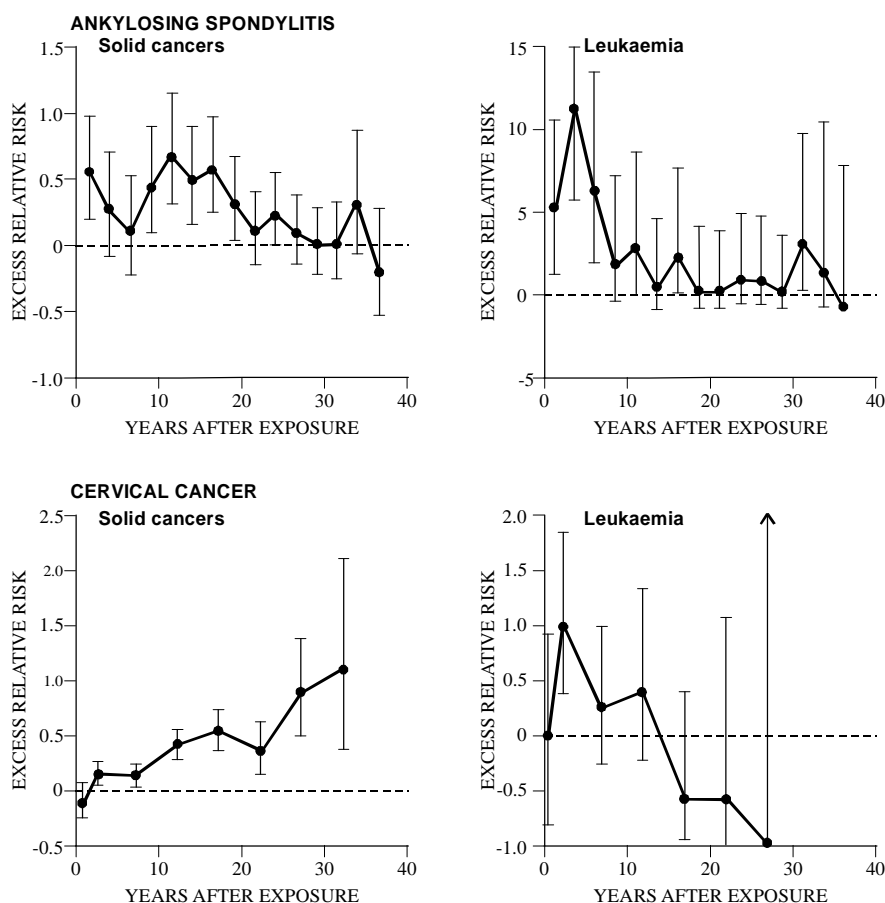 ANKYLOSING SPONDYLITIS
Solid cancers
EXCESS RELATIVE RISK
1.5
1.0
0.5
0
-0.5
-1.0
0 10 20 30 40
YEARS AFTER EXPOSURE
Leukaemia
EXCESS RELATIVE RISK
15
10
5
0
-5
0 10 20 30 40
YEARS AFTER EXPOSURE
CERVICAL CANCER
Solid cancers
EXCESS RELATIVE RISK
2.5
2.0
1.5
1.0
0.5
0
-0.5
0 10 20 30 40
YEARS AFTER EXPOSURE
Leukaemia
EXCESS RELATIVE RISK
2.0
1.5
1.0
0.5
0
-0.5
-1.0
0 10 20 30 40
YEARS AFTER EXPOSURE